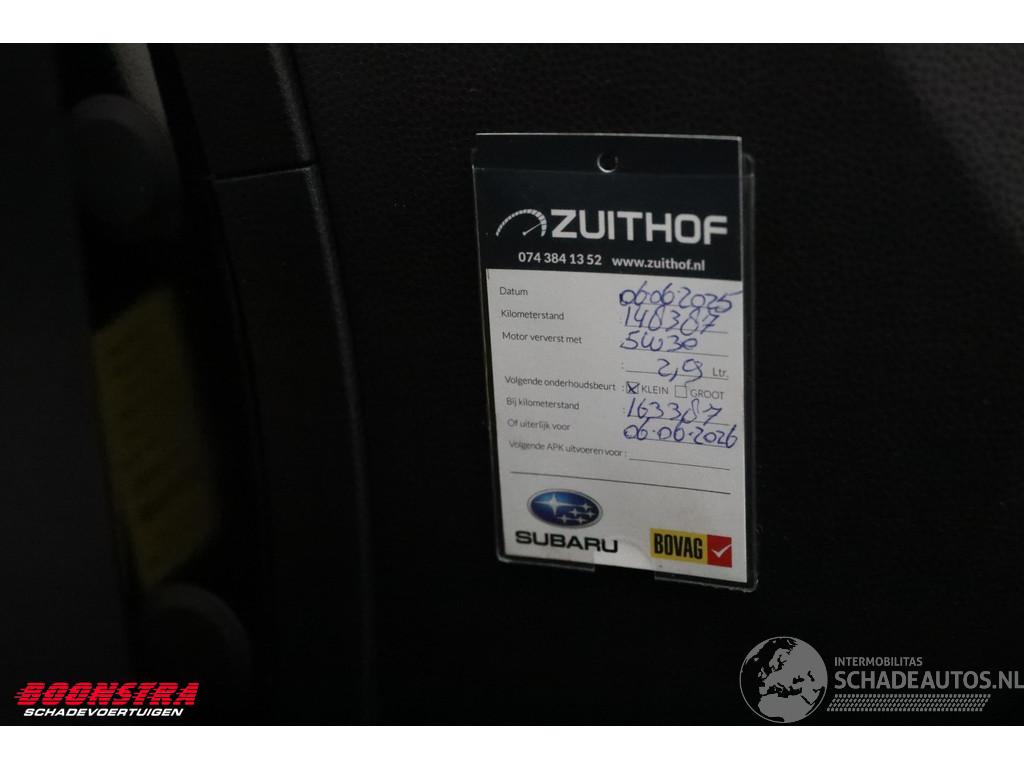 ZUITHOF
074 384 13 52 www.zuithof.nl
Datum 06-06-2025
Kilometerstand : 148387
Motor ververst met : 5W30
: 2,9 Ltr.
Volgende onderhoudsbeurt : KLEIN GROOT
Bij kilometerstand : 163387
Of uiterlijk voor 06-06-2026
Volgende APK uitvoeren voor :
SUBARU
BOVAG
BOONSTRA
SCHADEVOERTUIGEN
INTERMOBILITAS
SCHADEAUTOS.NL